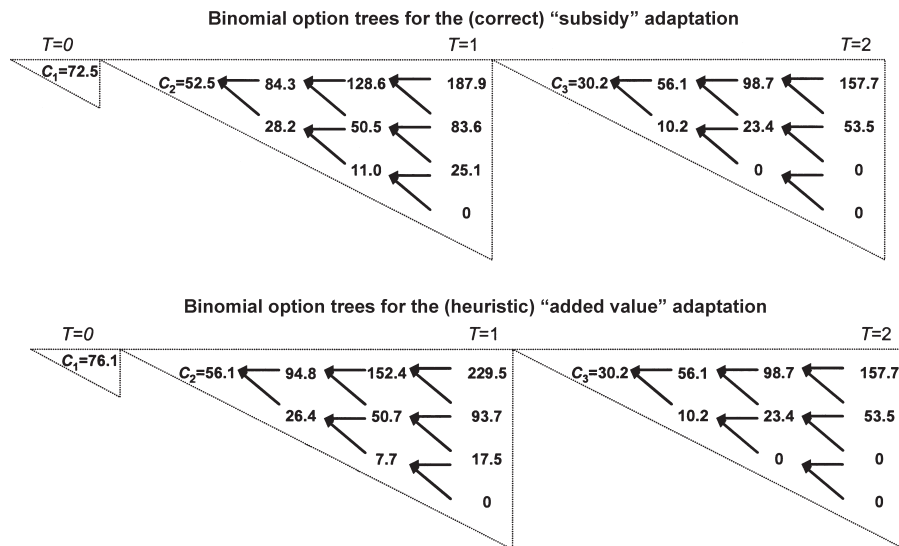 Binomial option trees for the (correct) “subsidy” adaptation
T=0 T=1 T=2
C1=72.5 C2=52.5 84.3 128.6 187.9 C3=30.2 56.1 98.7 157.7
28.2 50.5 83.6 10.2 23.4 53.5
11.0 25.1 0 0
0 0
Binomial option trees for the (heuristic) “added value” adaptation
T=0 T=1 T=2
C1=76.1 C2=56.1 94.8 152.4 229.5 C3=30.2 56.1 98.7 157.7
26.4 50.7 93.7 10.2 23.4 53.5
7.7 17.5 0 0
0 0